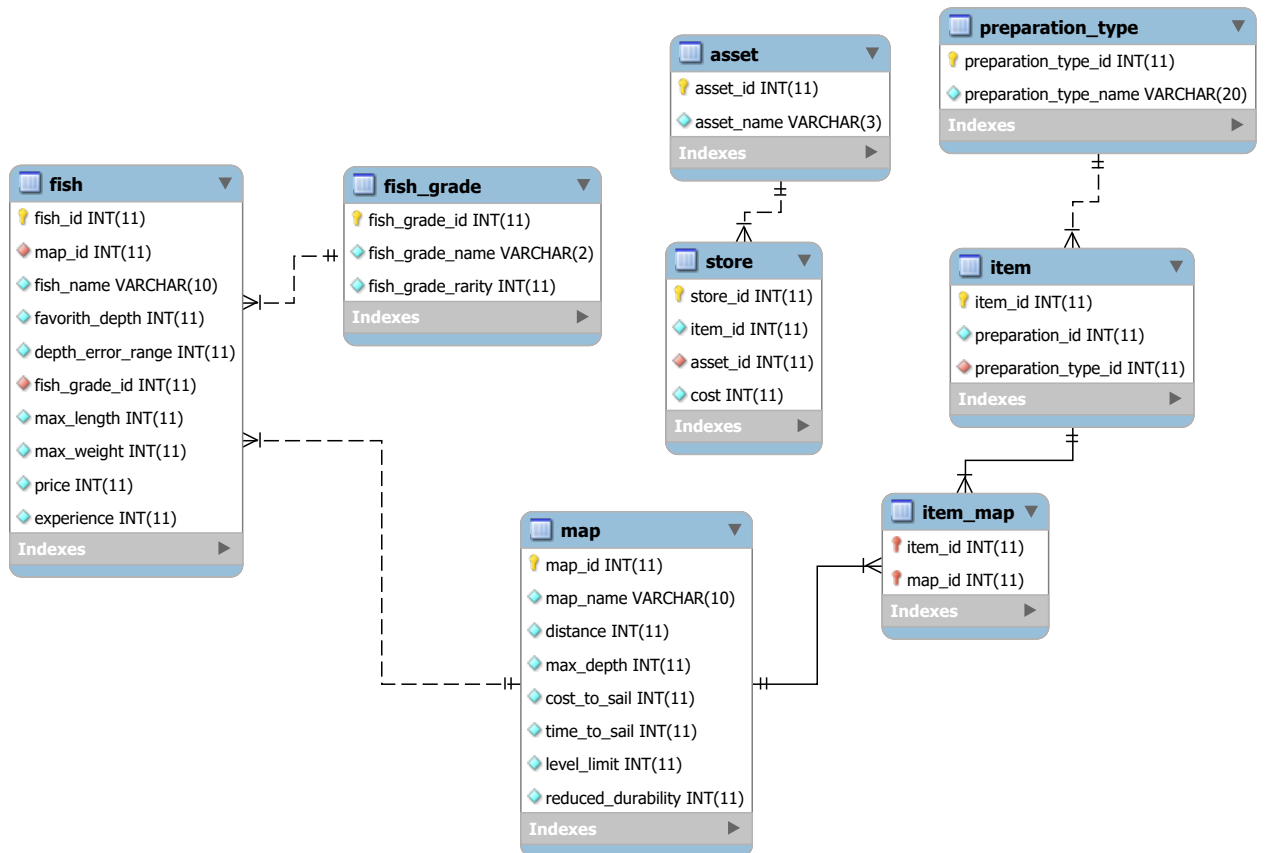 preparation_type
preparation_type_id INT(11)
preparation_type_name VARCHAR(20)
Indexes
asset
asset_id INT(11)
asset_name VARCHAR(3)
Indexes
fish
fish_id INT(11)
map_id INT(11)
fish_name VARCHAR(10)
favorith_depth INT(11)
depth_error_range INT(11)
fish_grade_id INT(11)
max_length INT(11)
max_weight INT(11)
price INT(11)
experience INT(11)
Indexes
fish_grade
fish_grade_id INT(11)
fish_grade_name VARCHAR(2)
fish_grade_rarity INT(11)
Indexes
store
store_id INT(11)
item_id INT(11)
asset_id INT(11)
cost INT(11)
Indexes
item
item_id INT(11)
preparation_id INT(11)
preparation_type_id INT(11)
Indexes
map
map_id INT(11)
map_name VARCHAR(10)
distance INT(11)
max_depth INT(11)
cost_to_sail INT(11)
time_to_sail INT(11)
level_limit INT(11)
reduced_durability INT(11)
Indexes
item_map
item_id INT(11)
map_id INT(11)
Indexes